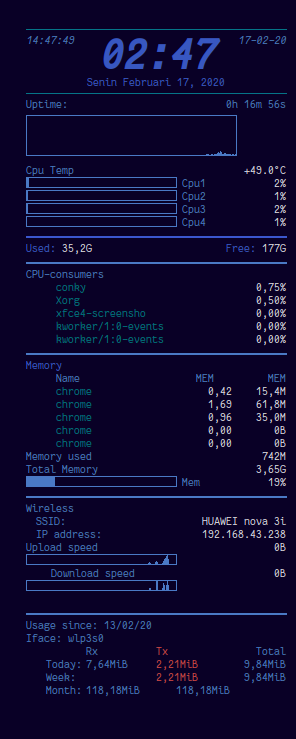 14:47:49 02:47 17-02-20
Senin Februari 17, 2020
Uptime: 0h 16m 56s
Cpu Temp +49.0°C
Cpu1 2%
Cpu2 1%
Cpu3 2%
Cpu4 1%
Used: 35,2G Free: 177G
CPU-consumers
conky 0,75%
Xorg 0,50%
xfce4-screensho 0,00%
kworker/1:0-events 0,00%
kworker/1:0-events 0,00%
Memory
Name MEM MEM
chrome 0,42 15,4M
chrome 1,69 61,8M
chrome 0,96 35,0M
chrome 0,00 0B
chrome 0,00 0B
Memory used 742M
Total Memory 3,65G
Mem 19%
Wireless
SSID: HUAWEI nova 3i
IP address: 192.168.43.238
Upload speed 0B
Download speed 0B
Usage since: 13/02/20
Iface: wlp3s0
Rx Tx Total
Today: 7,64MiB 2,21MiB 9,84MiB
Week: 2,21MiB 9,84MiB
Month: 118,18MiB 118,18MiB